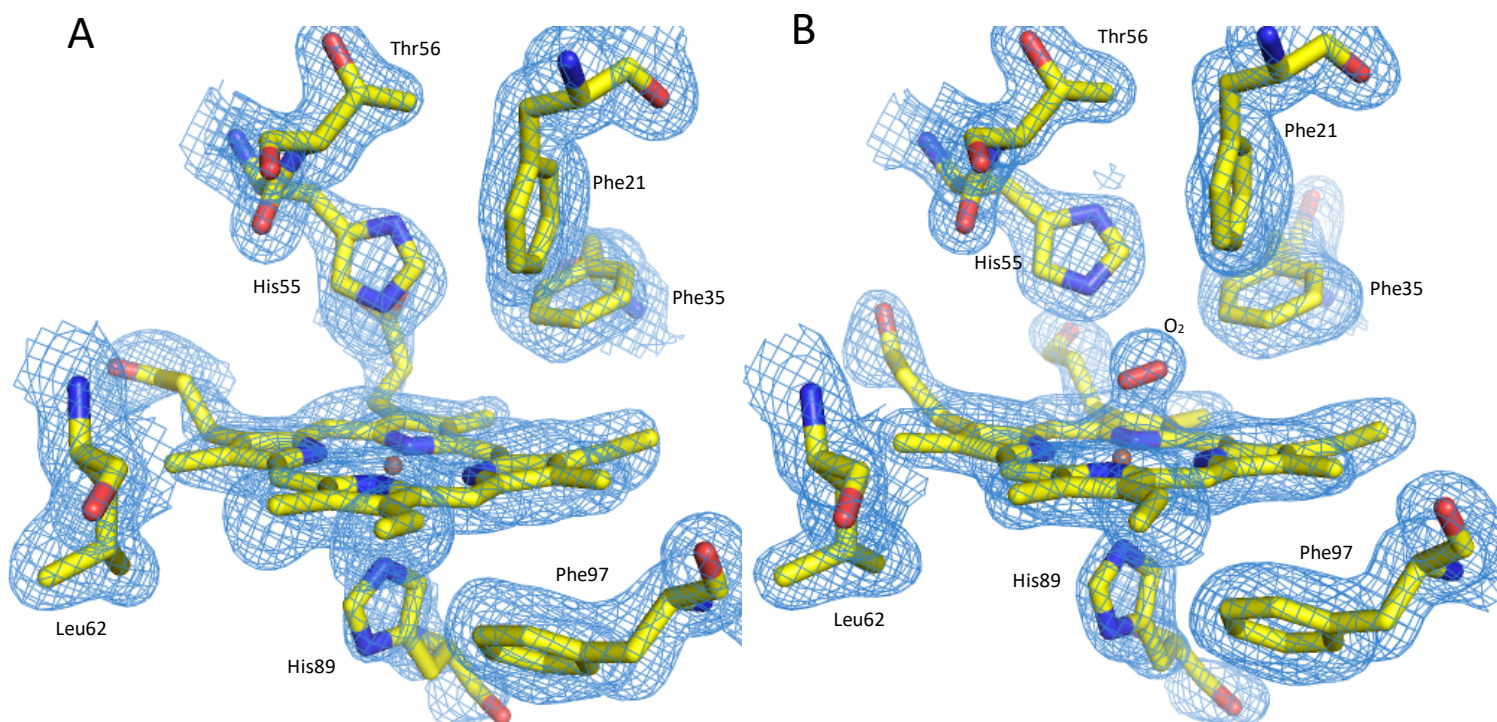 A
Thr56
Phe21
His55
Phe35
Leu62
His89
Phe97
B
Thr56
Phe21
His55
Phe35
O₂
Leu62
His89
Phe97